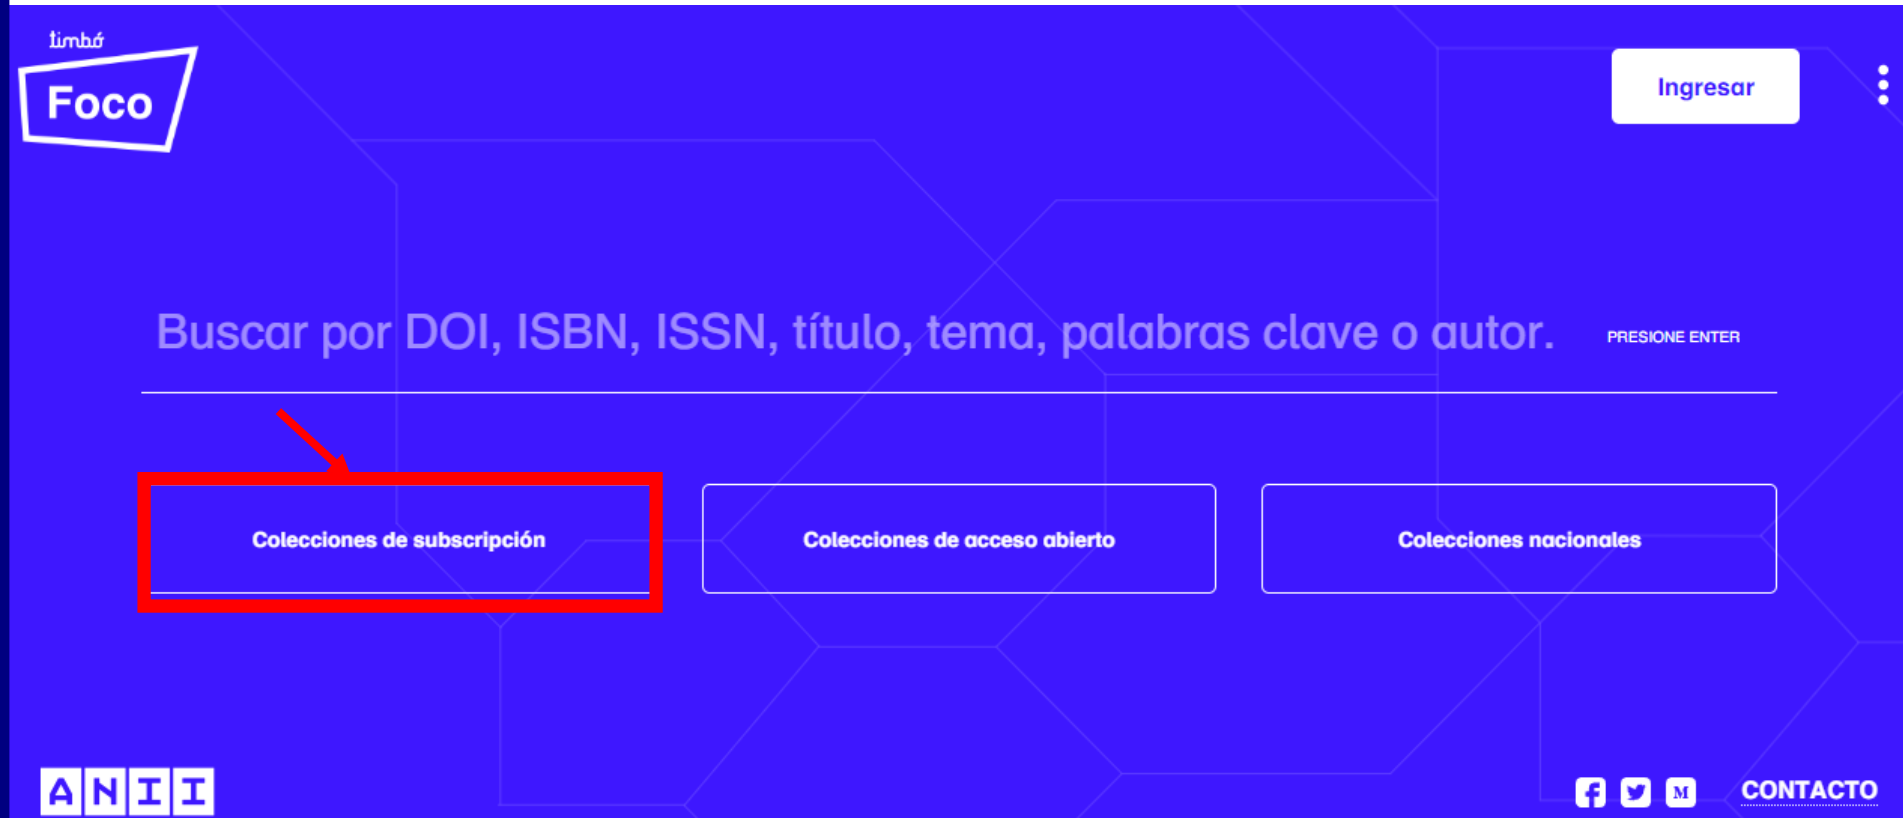 timbó
Foco
Ingresar
Buscar por DOI, ISBN, ISSN, título, tema, palabras clave o autor.
PRESIONE ENTER
Colecciones de subscripción
Colecciones de acceso abierto
Colecciones nacionales
ANII
M
CONTACTO